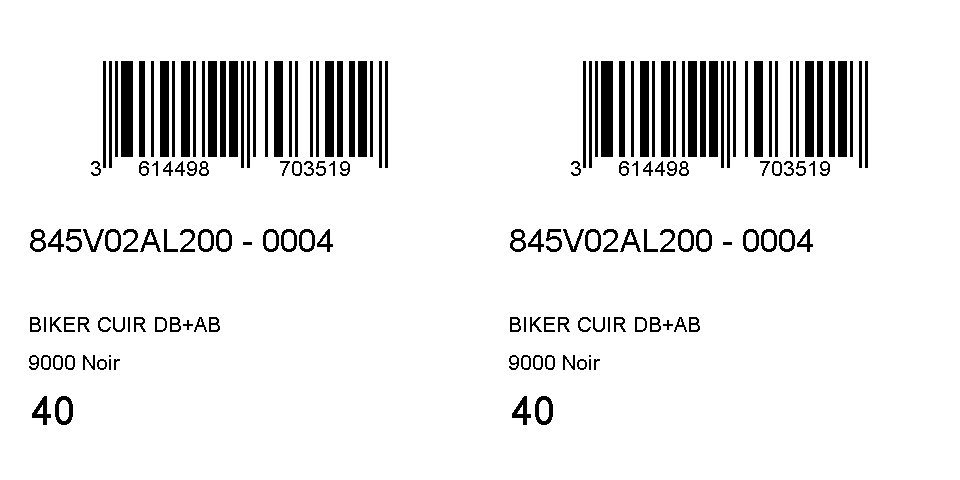 3 614498 703519
845V02AL200 - 0004
BIKER CUIR DB+AB
9000 Noir
40
3 614498 703519
845V02AL200 - 0004
BIKER CUIR DB+AB
9000 Noir
40